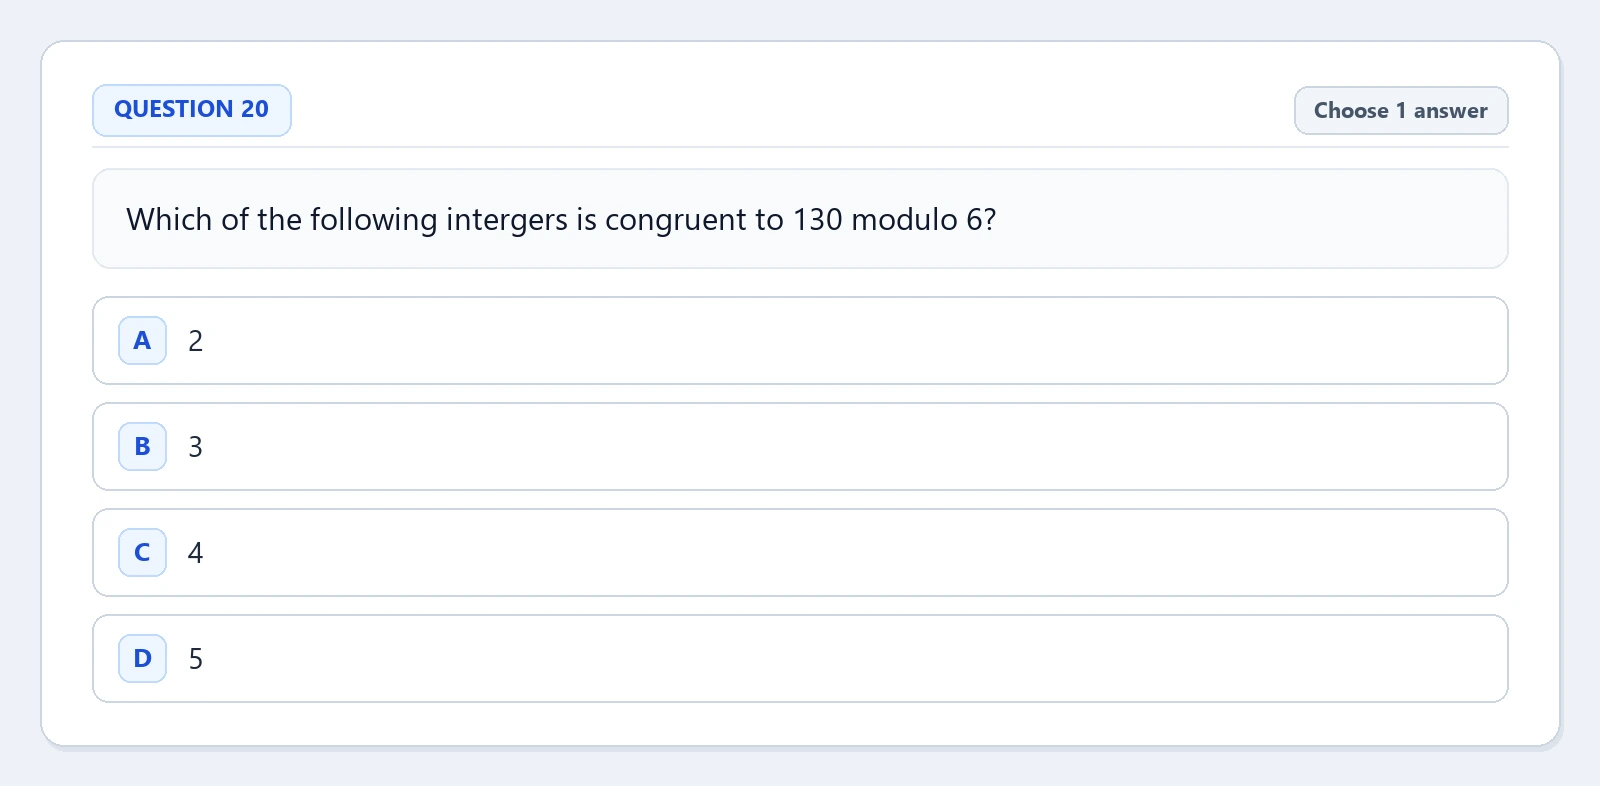 QUESTION 20
Choose 1 answer
Which of the following intergers is congruent to 130 modulo 6?
A 2
B 3
C 4
D 5